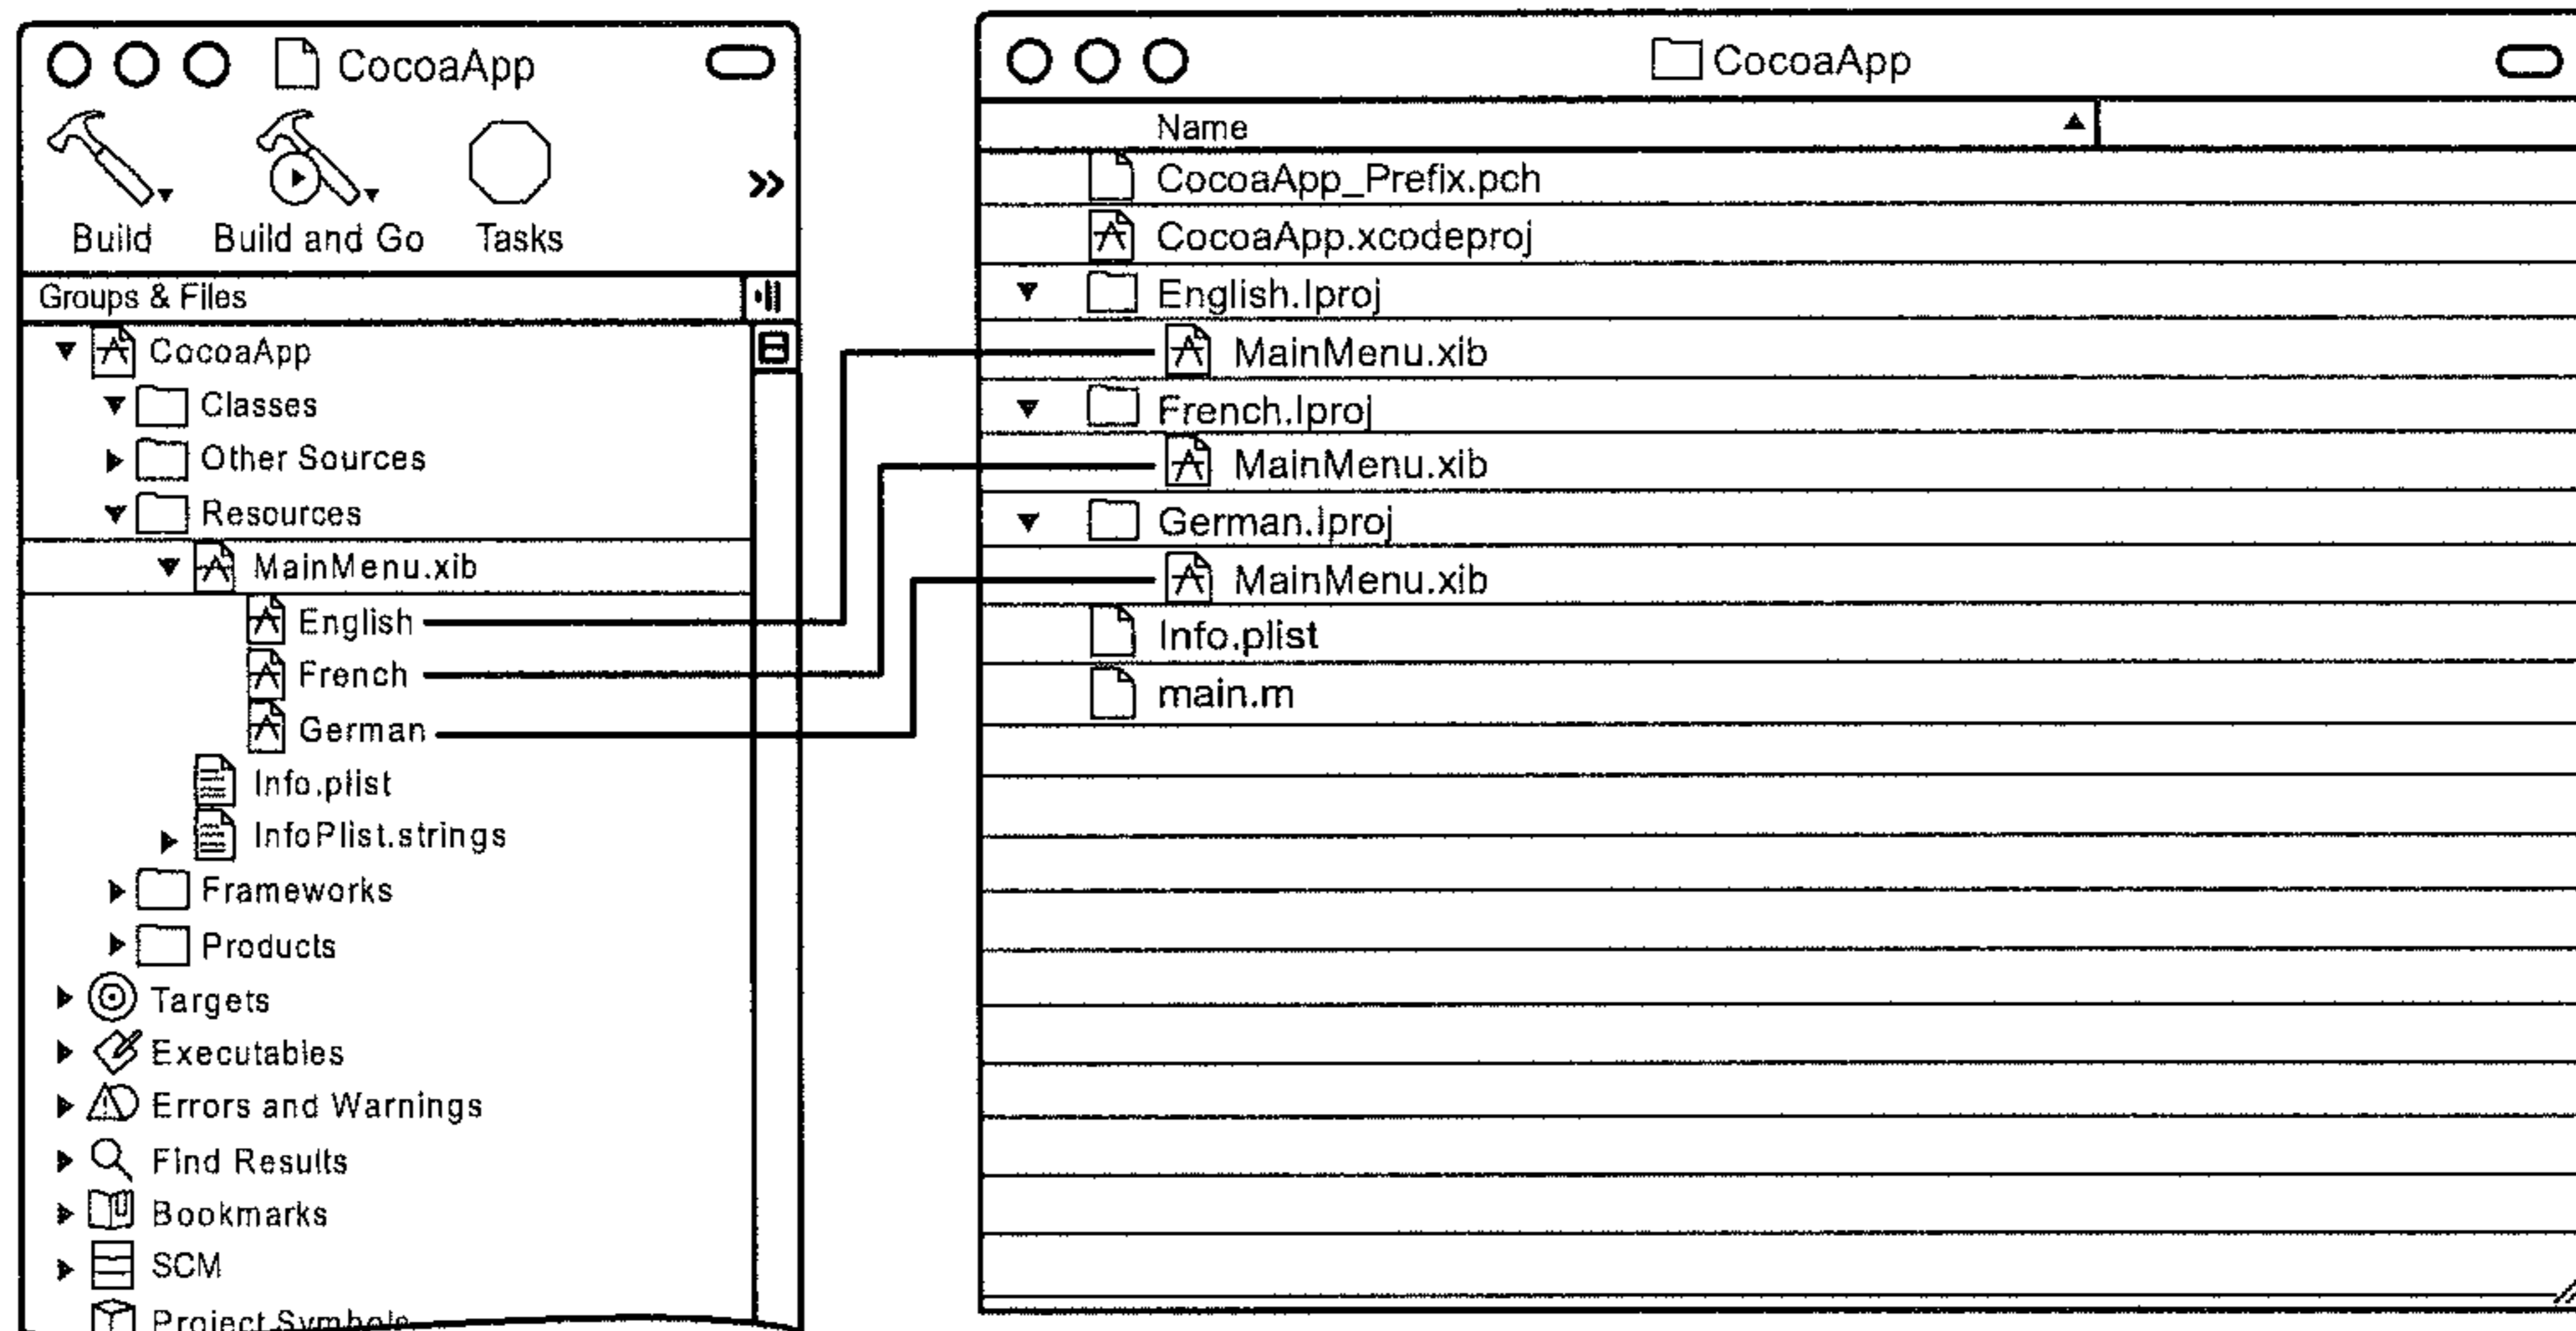 CocoaApp
Build
Build and Go
Tasks
Groups & Files
CocoaApp
Classes
Other Sources
Resources
MainMenu.xib
English
French
German
Info.plist
InfoPlist.strings
Frameworks
Products
Targets
Executables
Errors and Warnings
Find Results
Bookmarks
SCM
Project Symbols
CocoaApp
Name
CocoaApp_Prefix.pch
CocoaApp.xcodeproj
English.lproj
MainMenu.xib
French.lproj
MainMenu.xib
German.lproj
MainMenu.xib
Info.plist
main.m